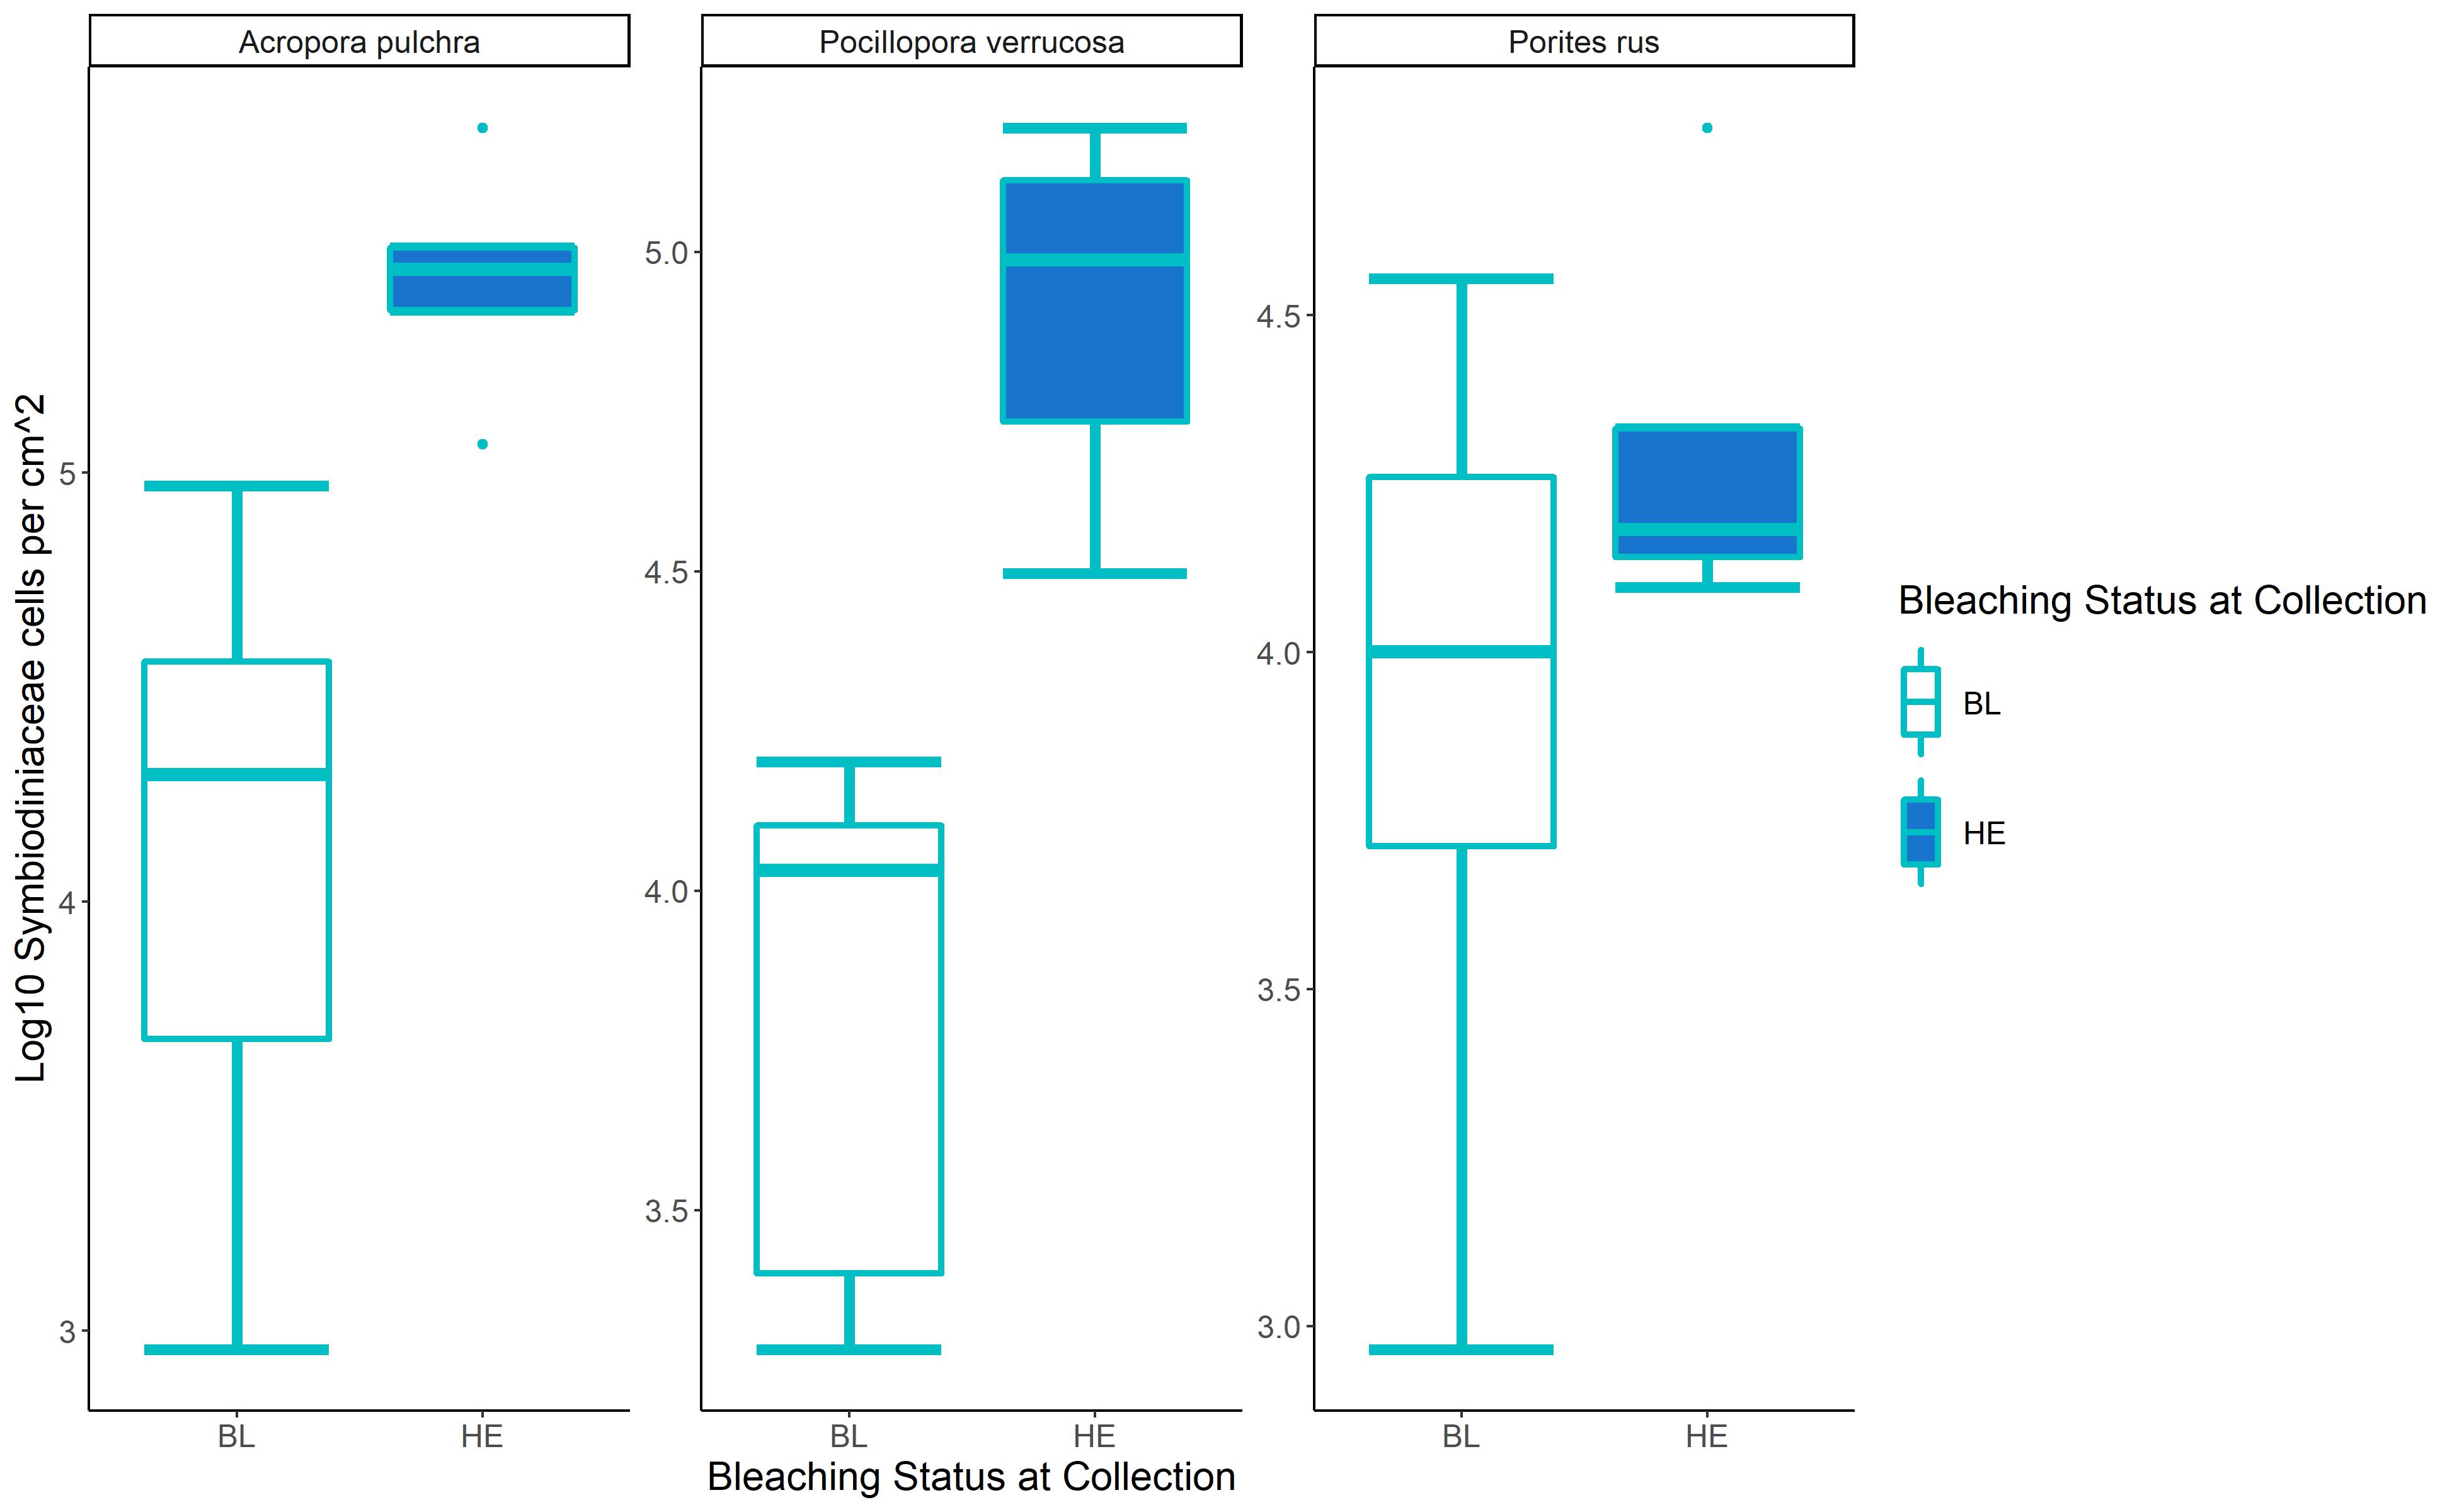 Acropora pulchra
Pocillopora verrucosa
Porites rus
Log10 Symbiodiniaceae cells per cm^2
5
4
3
5.0
4.5
4.0
3.5
4.5
4.0
3.5
3.0
BL
HE
BL
HE
BL
HE
Bleaching Status at Collection
Bleaching Status at Collection
BL
HE